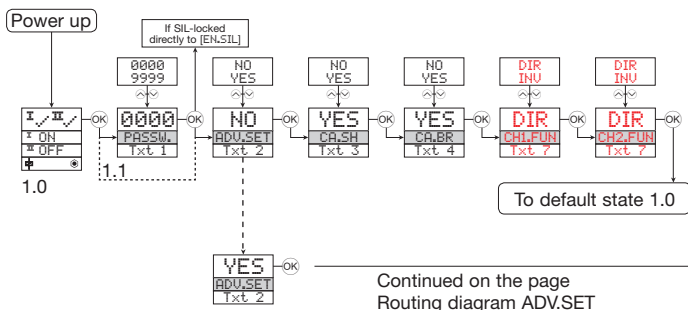 Power up
If SIL-locked
directly to [EN.SIL]
0000
9999
NO
YES
NO
YES
NO
YES
DIR
INV
DIR
INV
I / II /
I ON
II OFF
OK
0000
PASSW.
Txt 1
OK
NO
ADV.SET
Txt 2
OK
YES
CA.SH
Txt 3
OK
YES
CA.BR
Txt 4
OK
DIR
CH1.FUN
Txt 7
OK
DIR
CH2.FUN
Txt 7
OK
1.0
1.1
To default state 1.0
YES
ADV.SET
Txt 2
OK
Continued on the page
Routing diagram ADV.SET